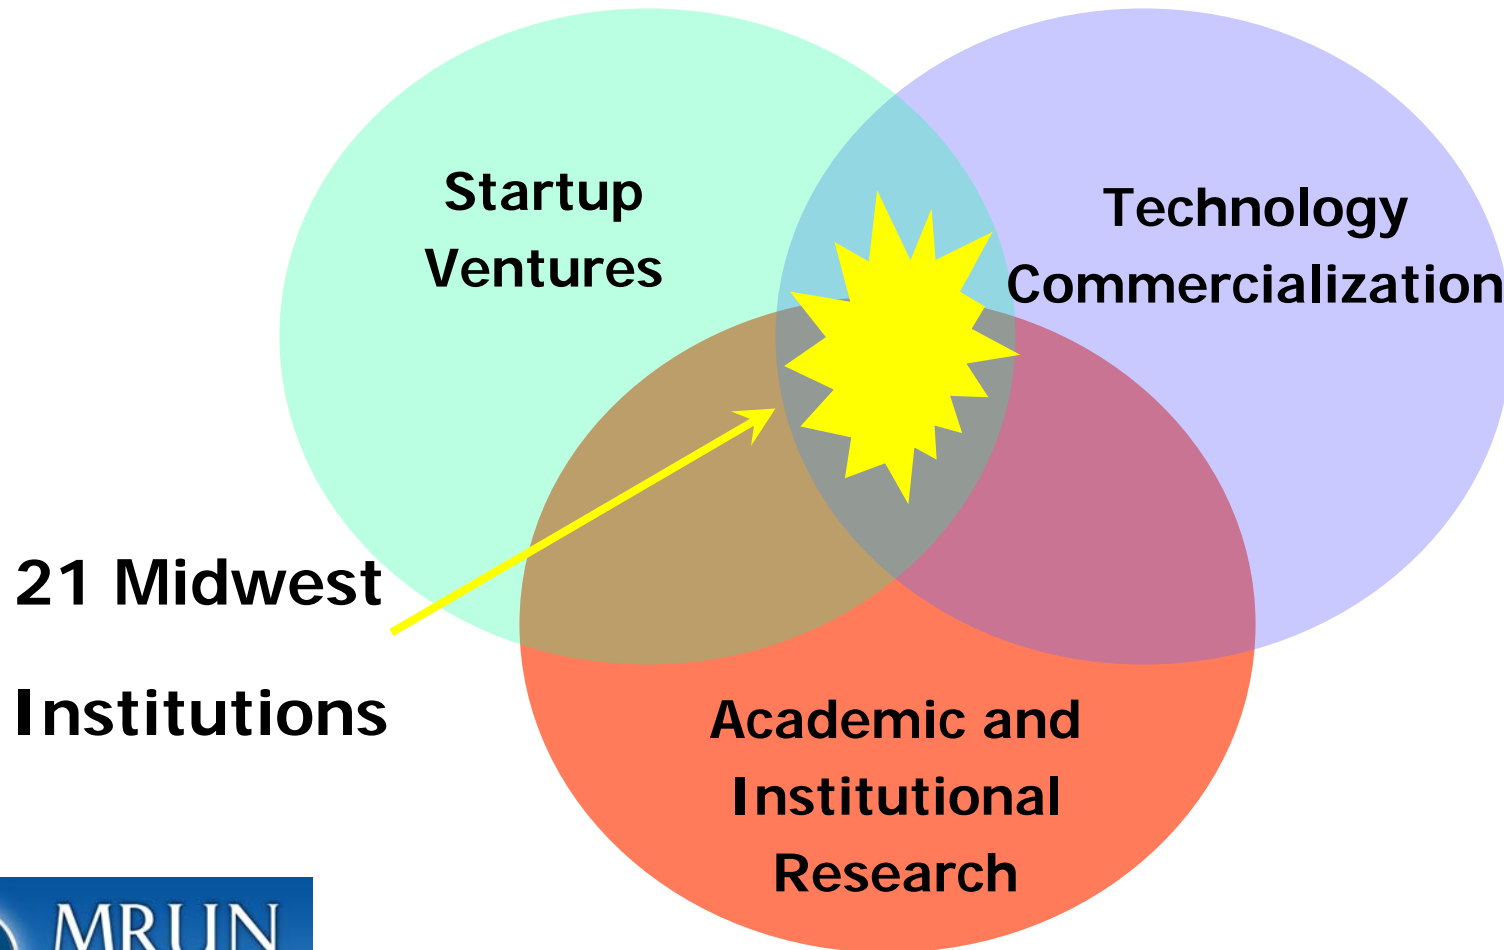 Startup
Ventures
Technology
Commercialization
21 Midwest
Institutions
Academic and
Institutional
Research
MRUN